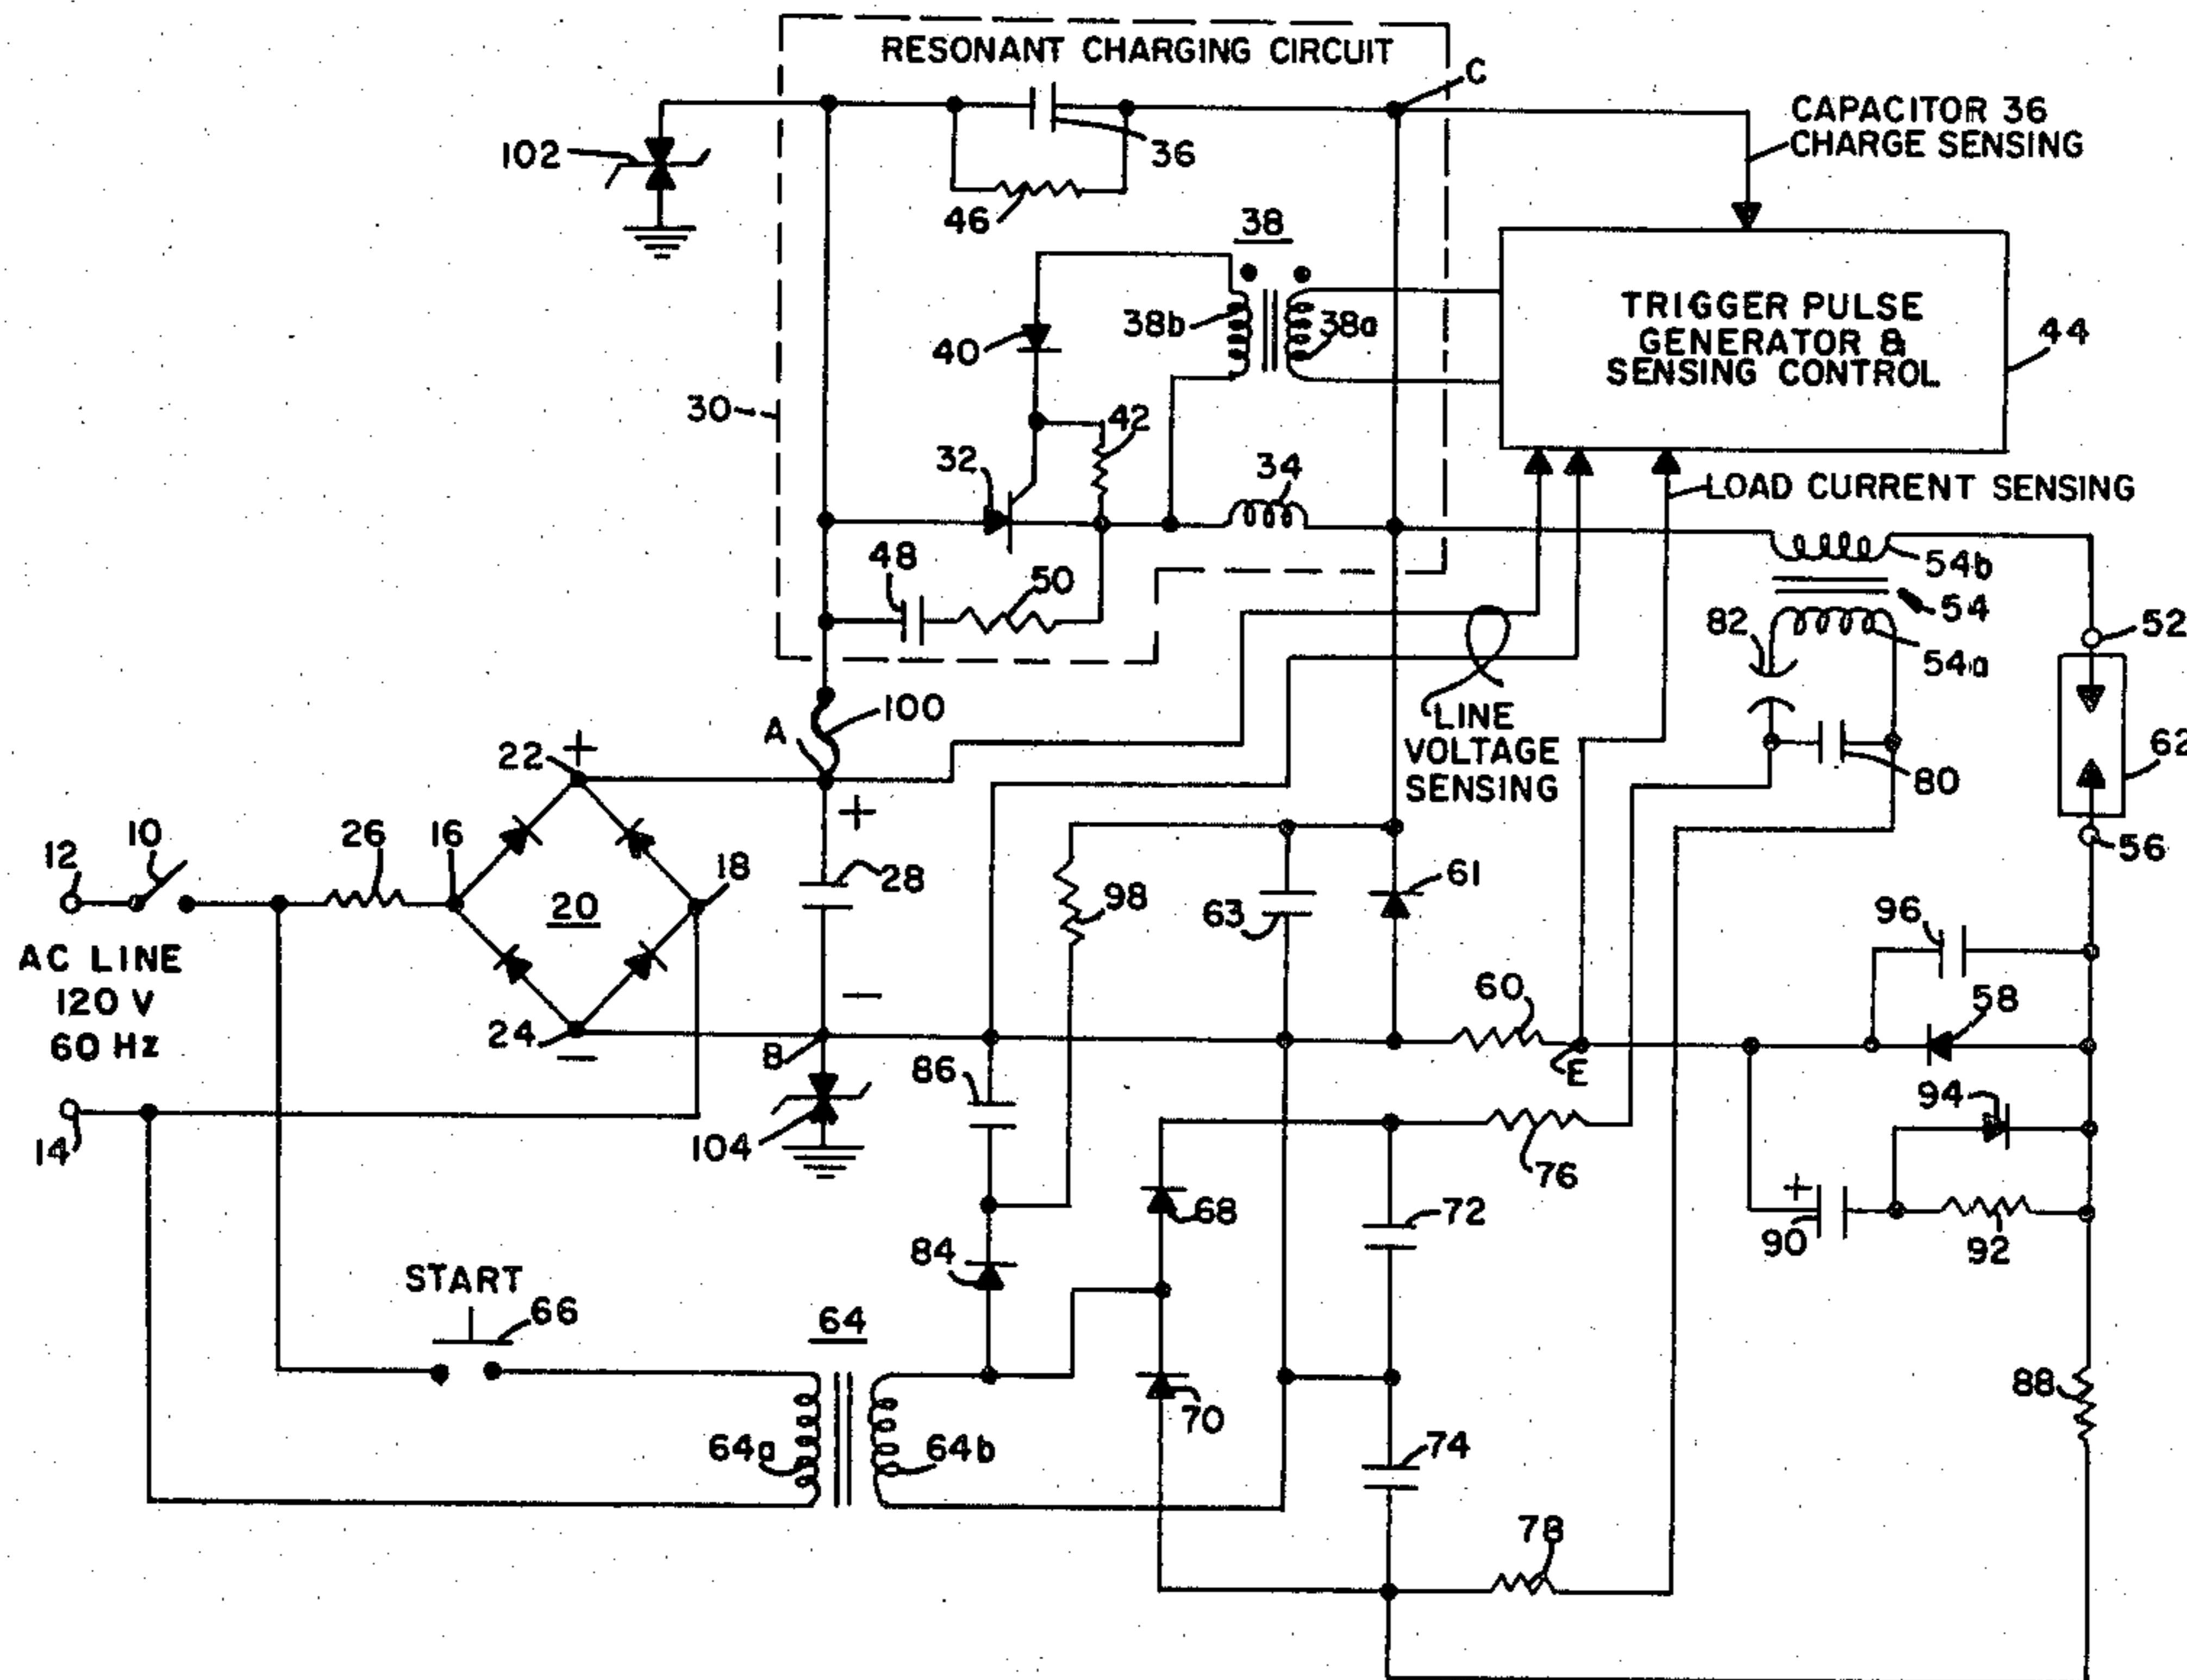 RESONANT CHARGING CIRCUIT
C
CAPACITOR 36
CHARGE SENSING
102
36
46
38
38b
38a
TRIGGER PULSE
GENERATOR &
SENSING CONTROL
44
40
30
42
32
34
LOAD CURRENT SENSING
48
50
54b
54
54a
82
52
100
A
LINE
VOLTAGE
SENSING
62
22
+
+
80
56
12
10
26
16
18
28
20
98
63
61
96
AC LINE
120 V
60 Hz
24
−
−
60
58
B
86
E
94
14
104
76
68
72
+
90
92
84
START
66
64
88
70
64a
64b
74
78